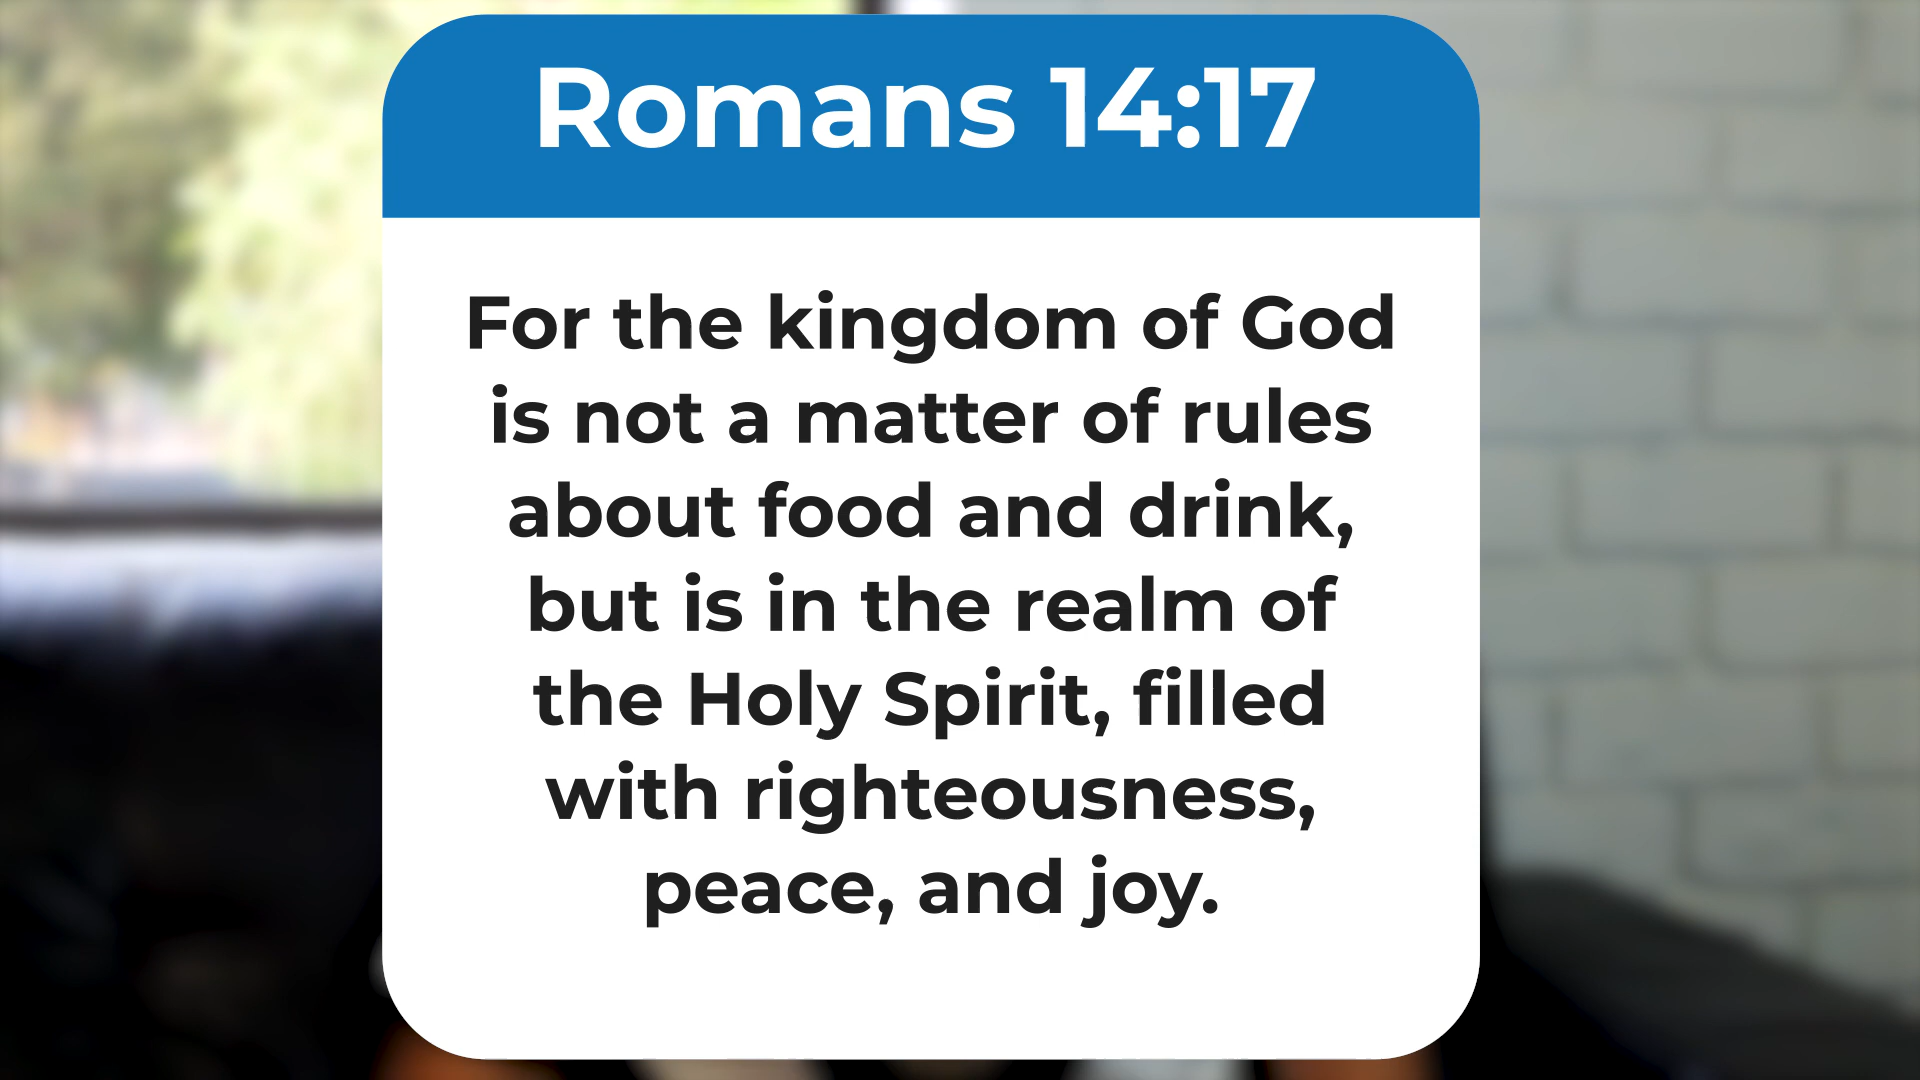 Romans 14:17
For the kingdom of God
is not a matter of rules
about food and drink,
but is in the realm of
the Holy Spirit, filled
with righteousness,
peace, and joy.